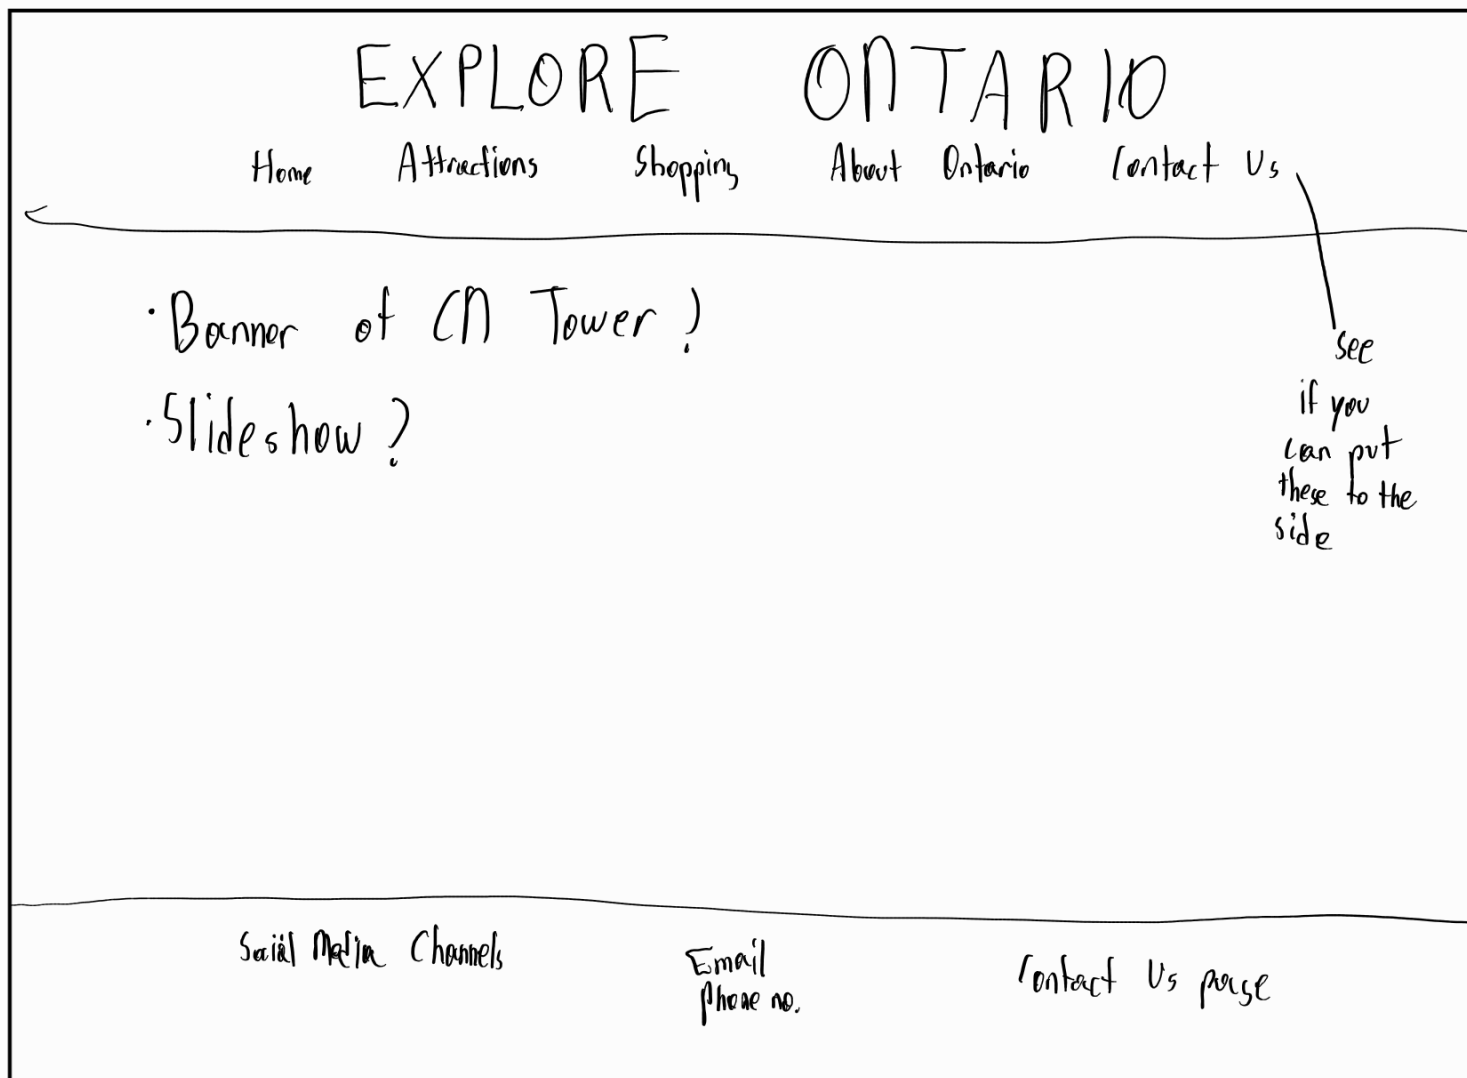 EXPLORE ONTARIO
Home Attractions Shopping About Ontario Contact Us
• Banner of CN Tower?
• Slideshow?
see
if you
can put
these to the
side
Social Media Channels
Email
phone no.
Contact Us page